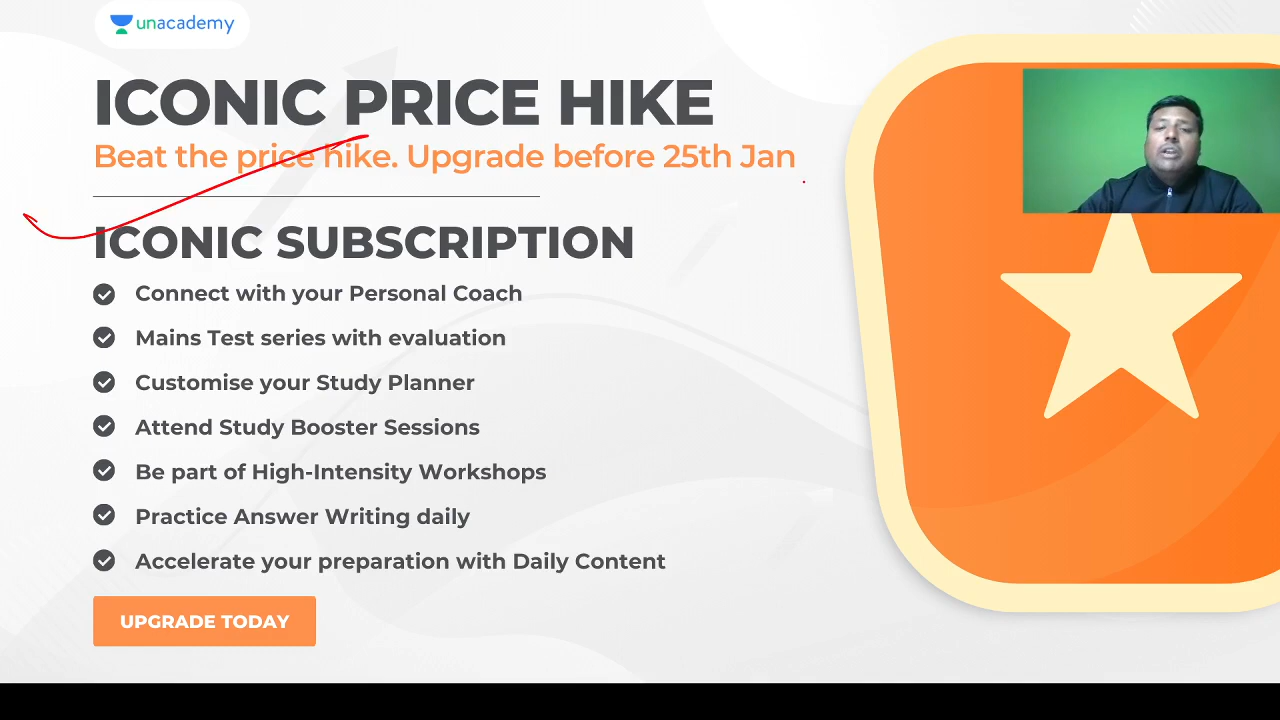 unacademy
ICONIC PRICE HIKE
Beat the price hike. Upgrade before 25th Jan
ICONIC SUBSCRIPTION
Connect with your Personal Coach
Mains Test series with evaluation
Customise your Study Planner
Attend Study Booster Sessions
Be part of High-Intensity Workshops
Practice Answer Writing daily
Accelerate your preparation with Daily Content
UPGRADE TODAY